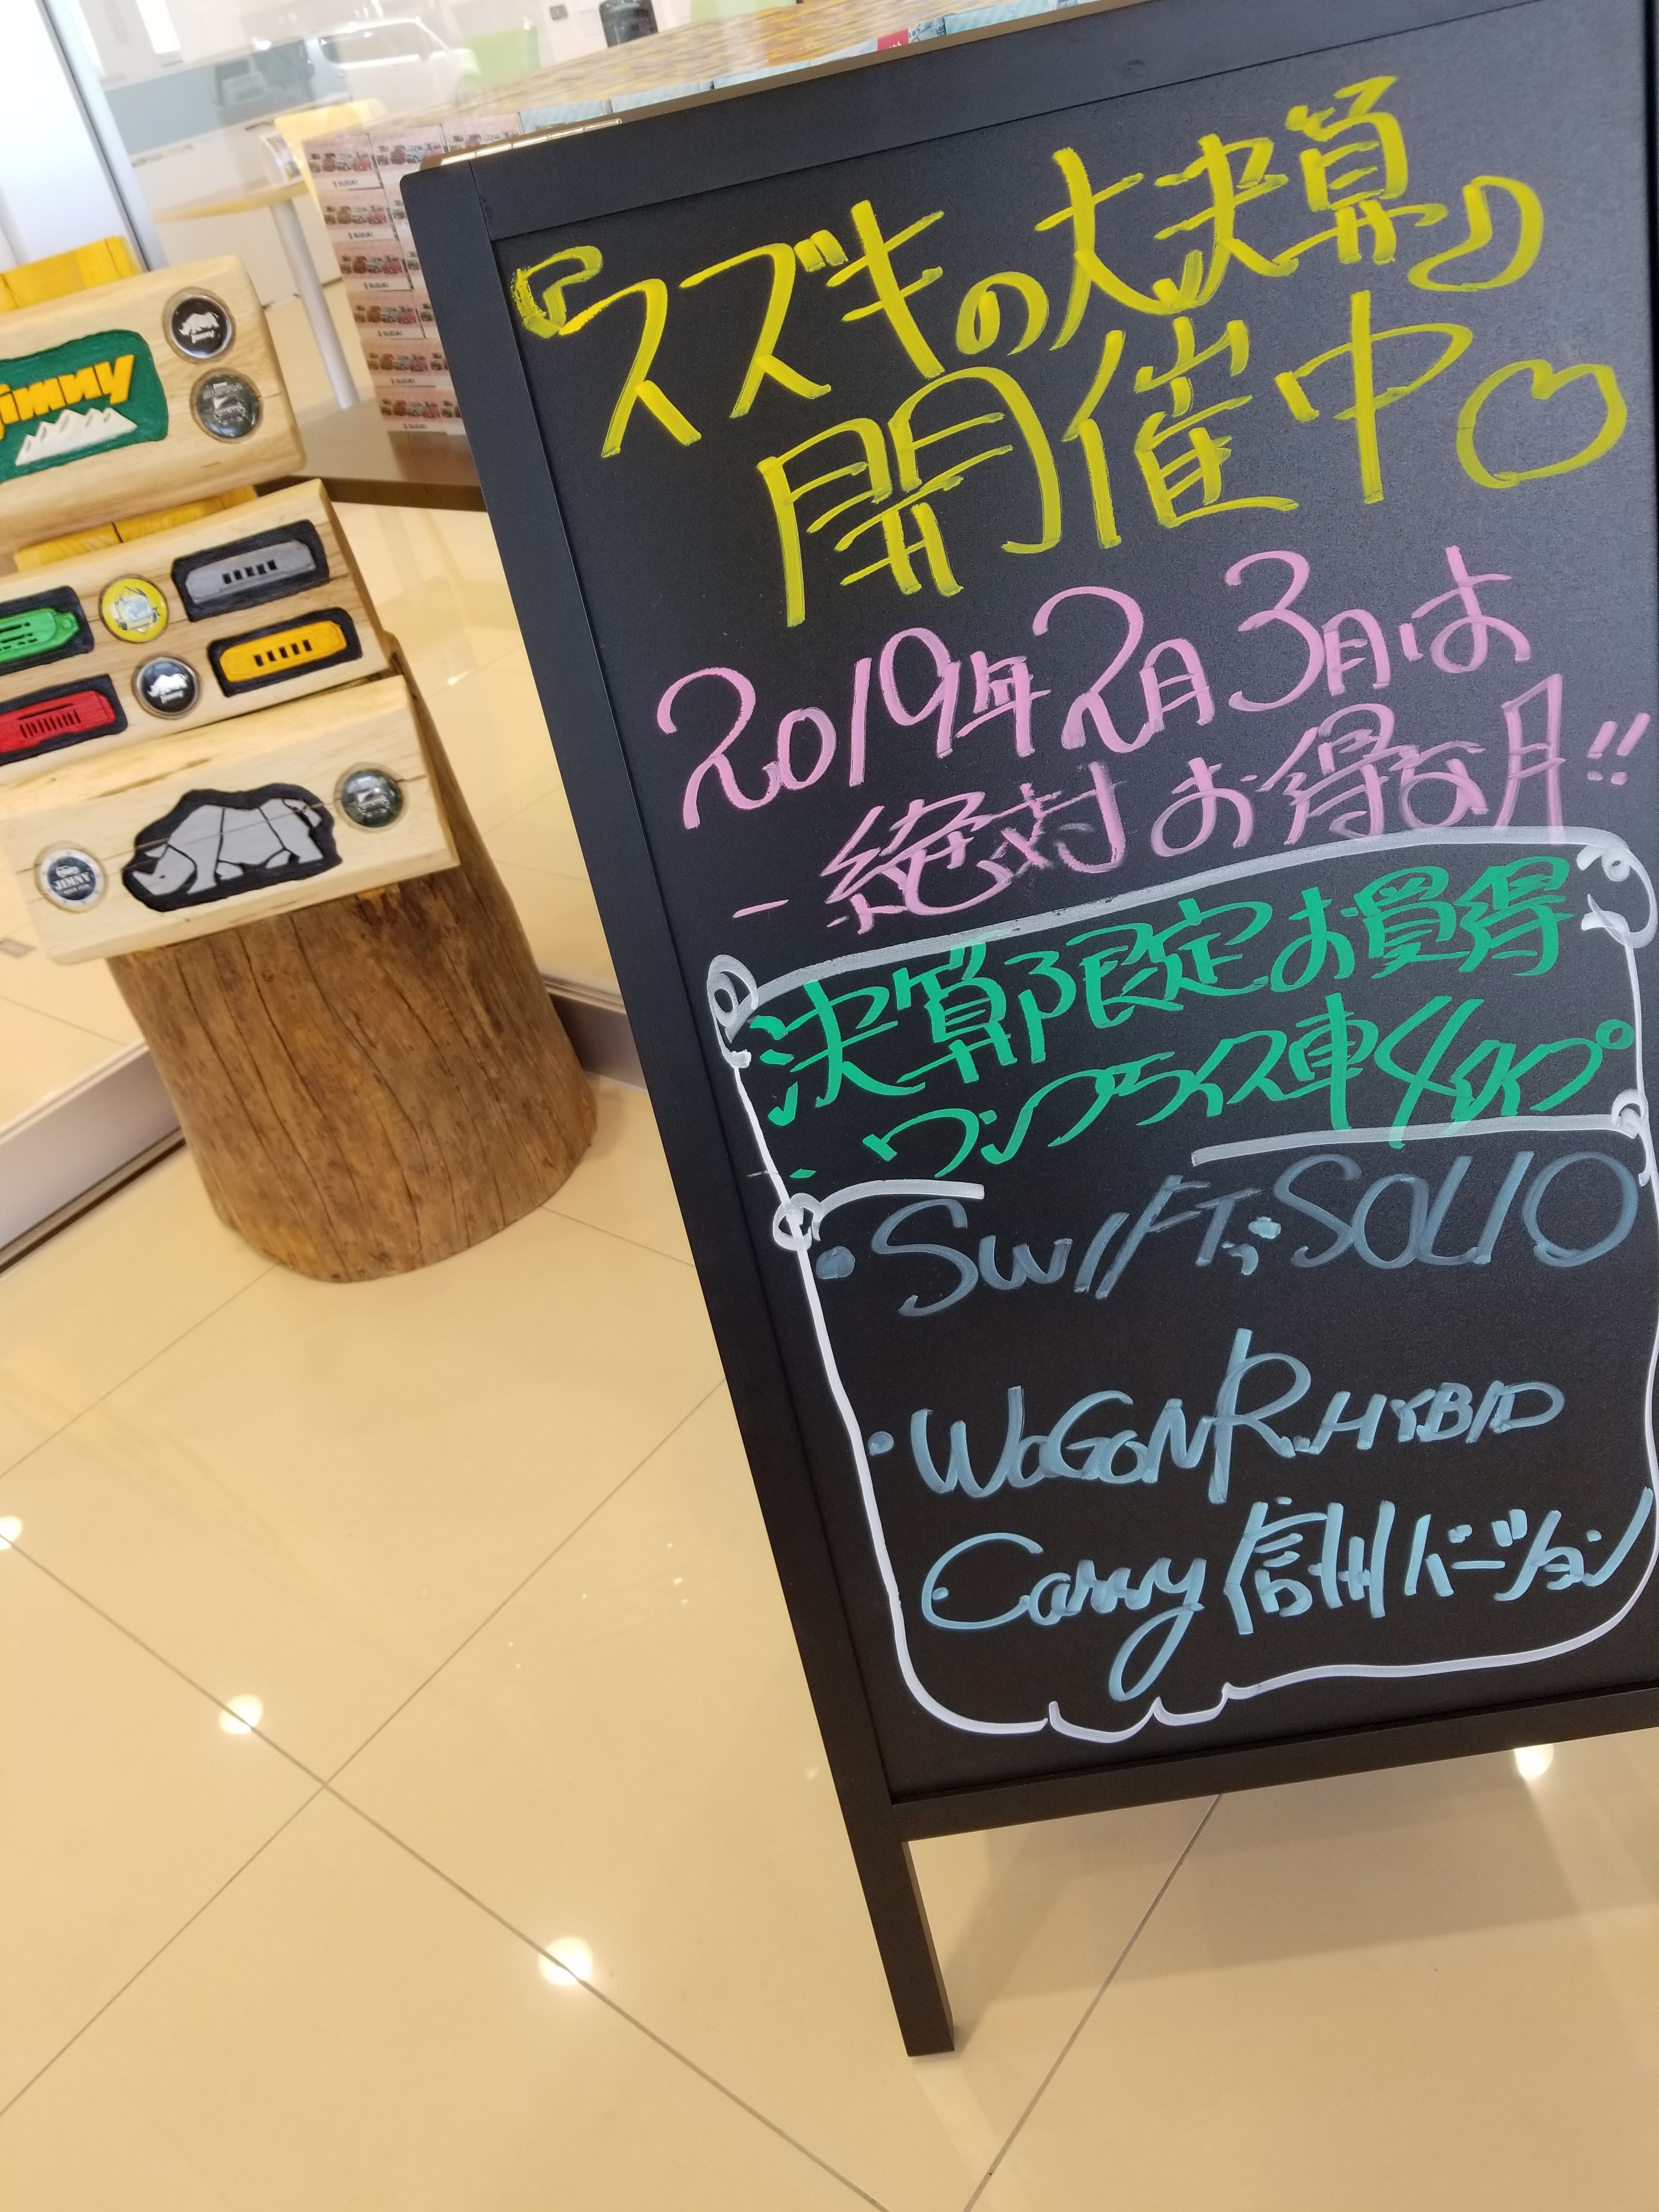 『スズキの大決算』
開催中♡
2019年2月3月は
絶対お得な月!!
決算限定お買得
ワンプライス車4タイプ
・SWIFT, SOLIO
・WaGoNR HYBID
・Carry 信州バージョン
Jimny
JIMNY
SUZUKI